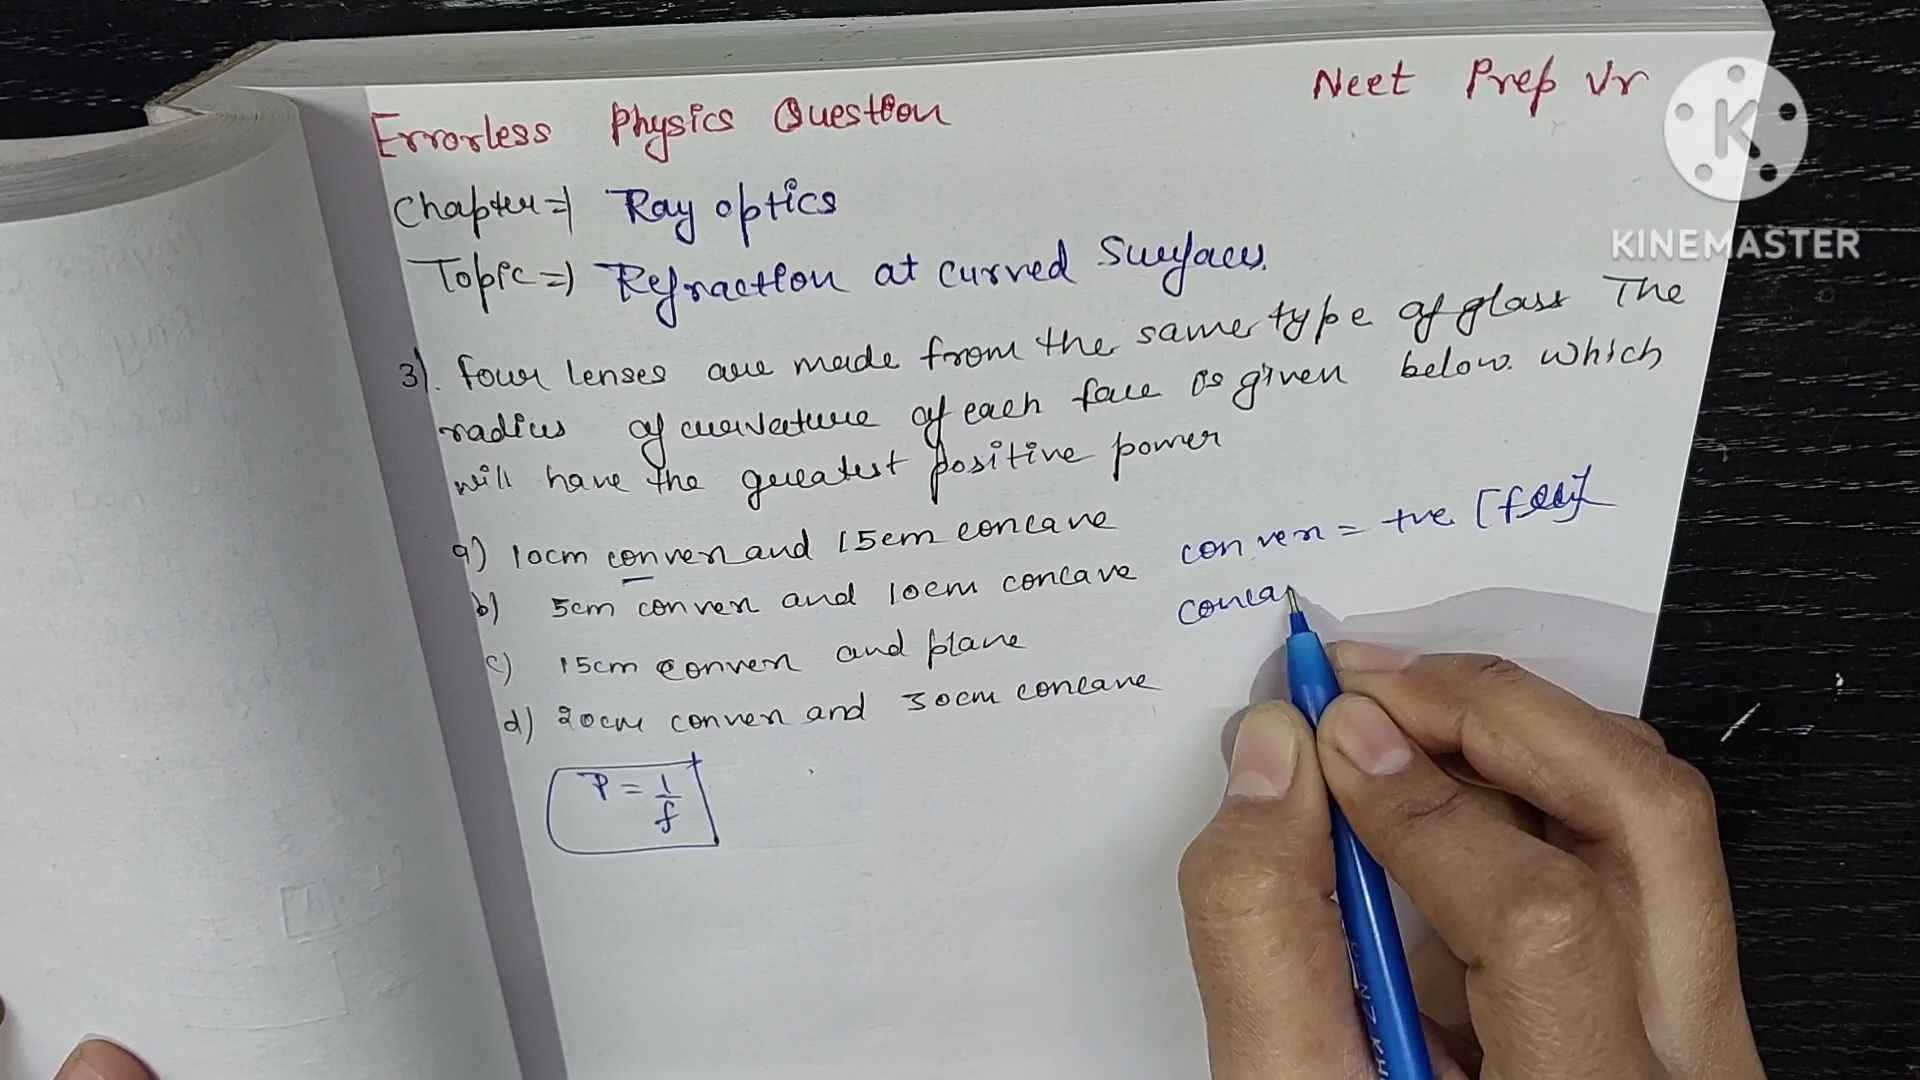 Errorless Physics Question
Neet Prep Vr
K
KINEMASTER
Chapter=) Ray optics
Topic=) Refraction at curved Surfaces.
3). four lenses are made from the same type of glass The
radius of curvature of each face is given below. which
will have the greatest positive power
a) 10cm convex and 15cm concave
b) 5cm convex and 10cm concave
c) 15cm convex and plane
d) 20cm convex and 30cm concave
convex = +ve [
conca
P = 1/f